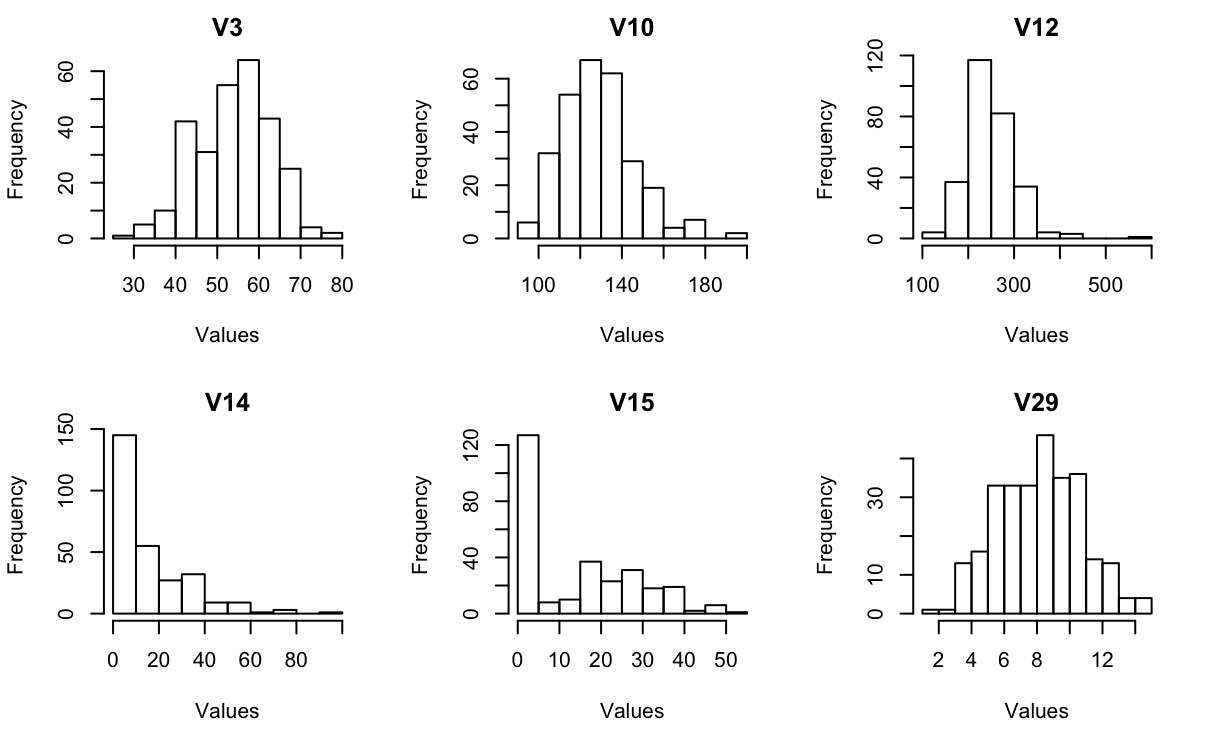 V3
V10
V12
Frequency
0 20 40 60
30 40 50 60 70 80
Values
Frequency
0 20 40 60
100 140 180
Values
Frequency
0 40 80 120
100 300 500
Values
V14
V15
V29
Frequency
0 50 100 150
0 20 40 60 80
Values
Frequency
0 40 80 120
0 10 20 30 40 50
Values
Frequency
0 10 30
2 4 6 8 12
Values